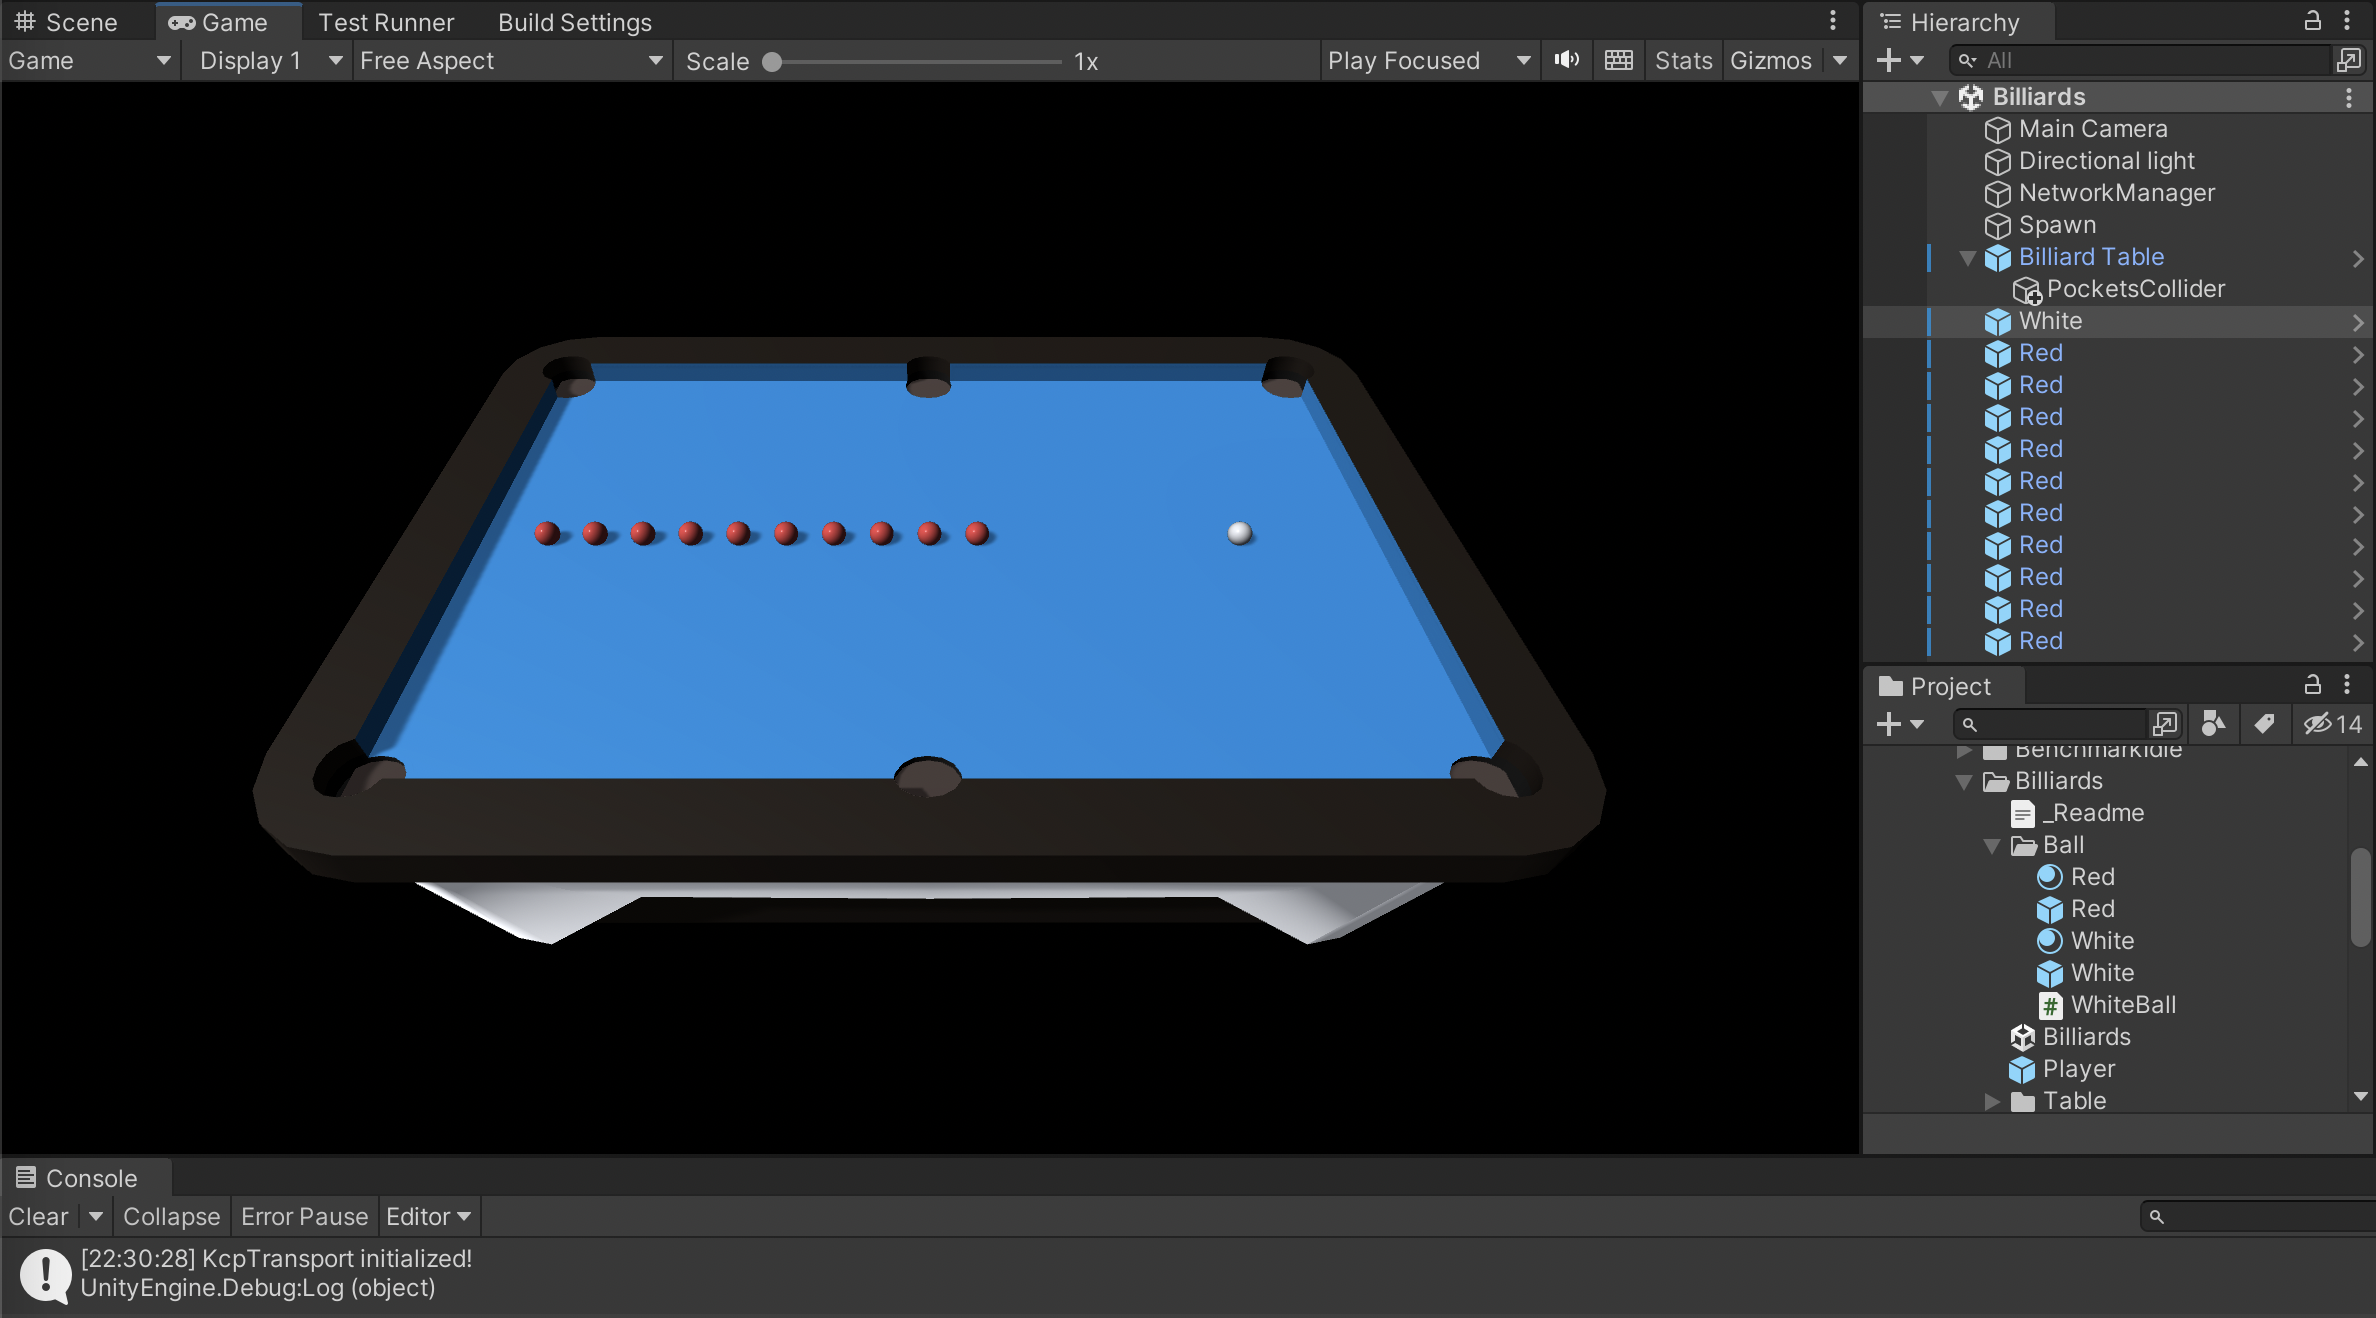 Scene
Game
Test Runner
Build Settings
Game
Display 1
Free Aspect
Scale
1x
Play Focused
Stats
Gizmos
Hierarchy
All
Billiards
Main Camera
Directional light
NetworkManager
Spawn
Billiard Table
PocketsCollider
White
Red
Red
Red
Red
Red
Red
Red
Red
Red
Red
Project
14
BenchmarkIdle
Billiards
_Readme
Ball
Red
Red
White
White
# WhiteBall
Billiards
Player
Table
Console
Clear
Collapse
Error Pause
Editor
[22:30:28] KcpTransport initialized!
UnityEngine.Debug:Log (object)